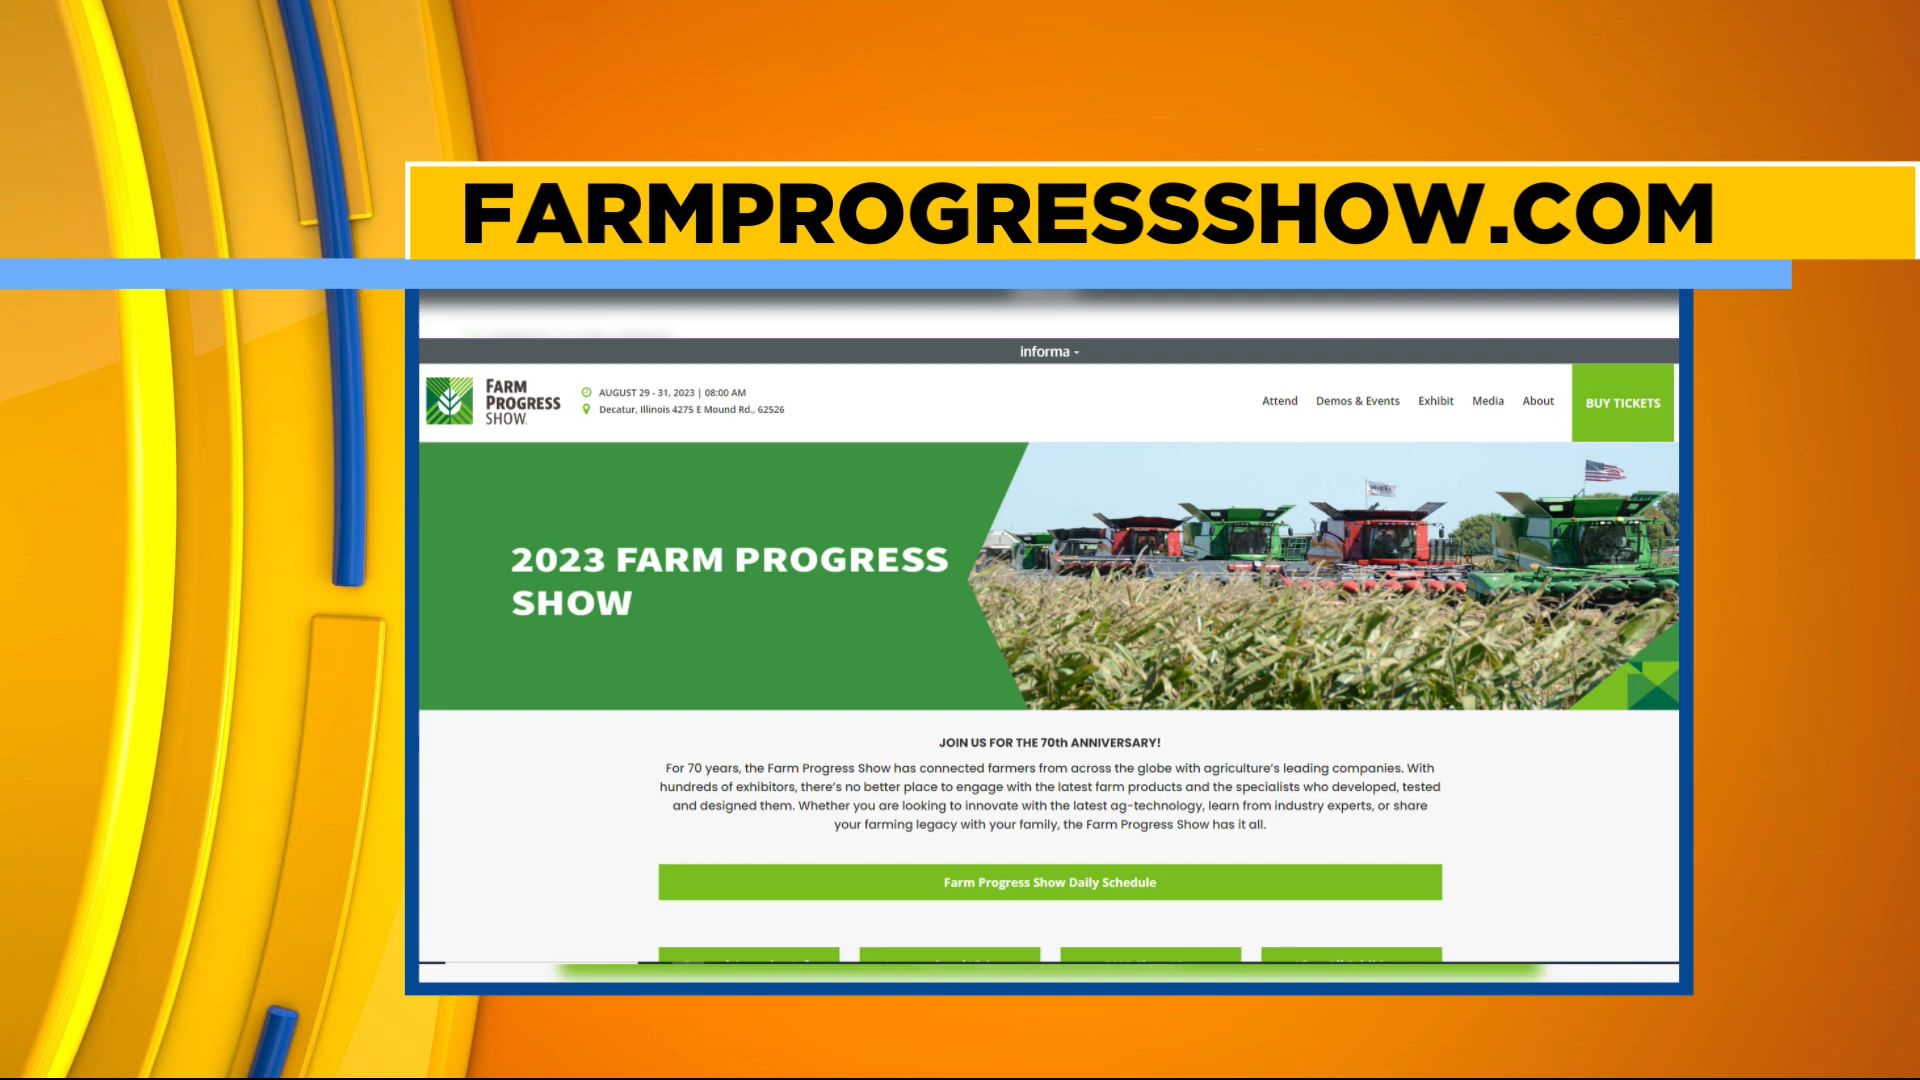 FARMPROGRESSSHOW.COM
informa
FARM
PROGRESS
SHOW.
AUGUST 29 - 31, 2023 | 08:00 AM
Decatur, Illinois 4275 E Mound Rd., 62526
Attend Demos & Events Exhibit Media About BUY TICKETS
2023 FARM PROGRESS
SHOW
JOIN US FOR THE 70th ANNIVERSARY!
For 70 years, the Farm Progress Show has connected farmers from across the globe with agriculture's leading companies. With
hundreds of exhibitors, there's no better place to engage with the latest farm products and the specialists who developed, tested
and designed them. Whether you are looking to innovate with the latest ag-technology, learn from industry experts, or share
your farming legacy with your family, the Farm Progress Show has it all.
Farm Progress Show Daily Schedule